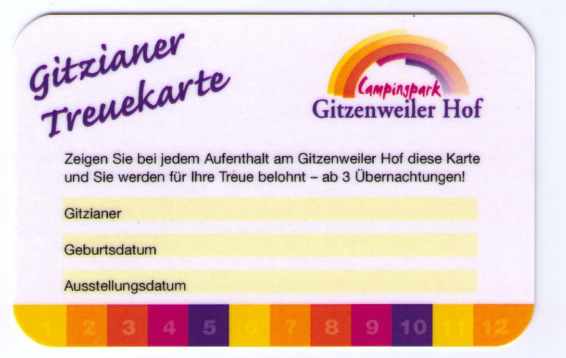 Gitzianer
Treuekarte
Campingpark
Gitzenweiler Hof
Zeigen Sie bei jedem Aufenthalt am Gitzenweiler Hof diese Karte
und Sie werden für Ihre Treue belohnt – ab 3 Übernachtungen!
Gitzianer
Geburtsdatum
Ausstellungsdatum
1 2 3 4 5 6 7 8 9 10 11 12